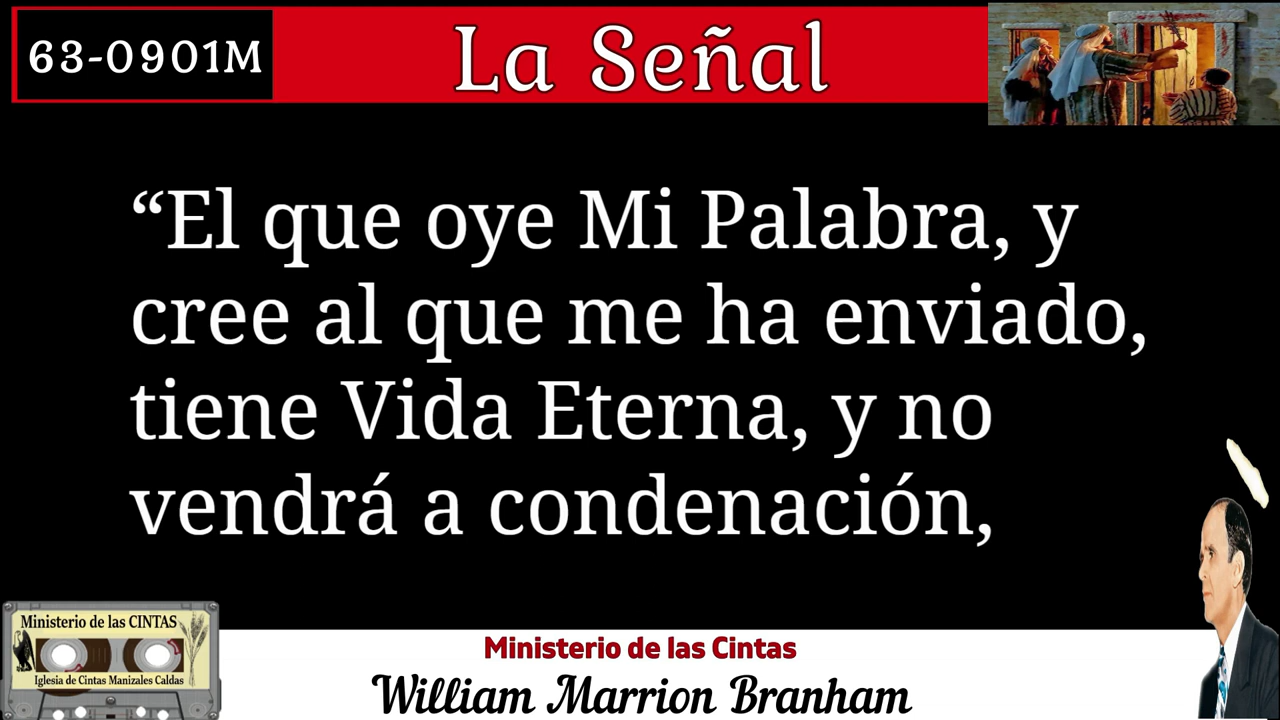 63-0901M
La Señal
“El que oye Mi Palabra, y
cree al que me ha enviado,
tiene Vida Eterna, y no
vendrá a condenación,
Ministerio de las CINTAS
Iglesia de Cintas Manizales Caldas
Ministerio de las Cintas
William Marrion Branham